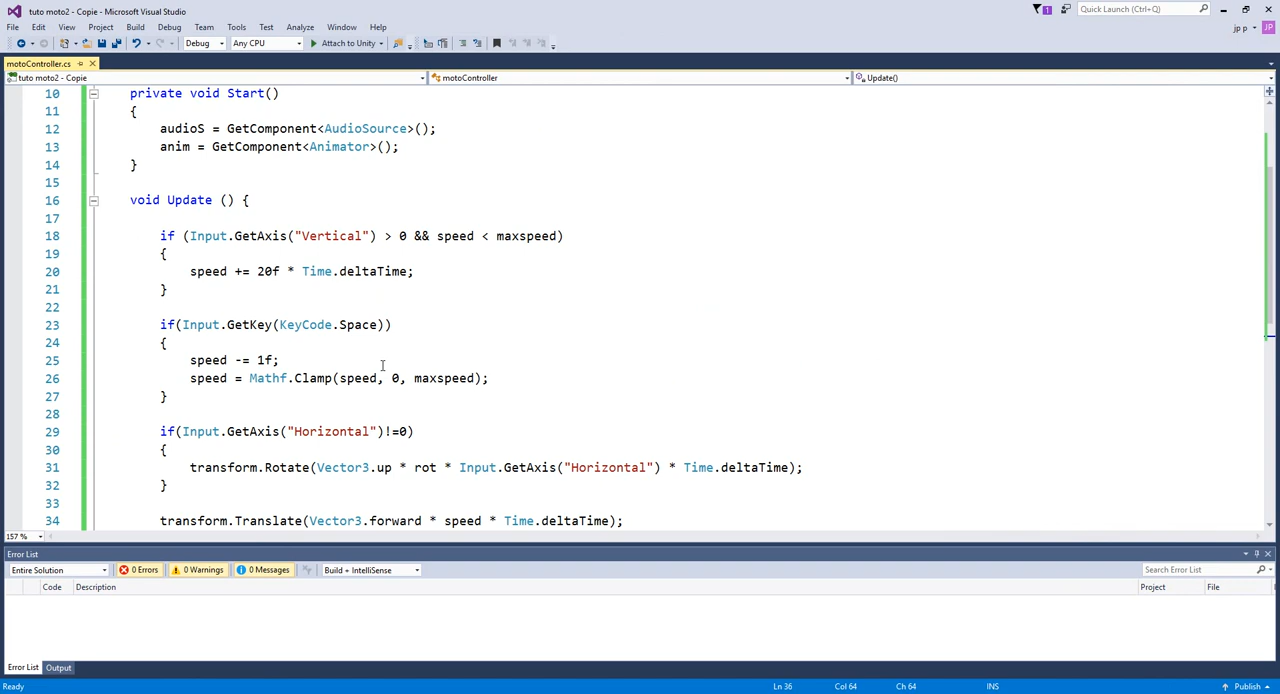 tuto moto2 - Copie - Microsoft Visual Studio
1
Quick Launch (Ctrl+Q)
File Edit View Project Build Debug Team Tools Test Analyze Window Help
jp p
JP
Debug Any CPU Attach to Unity
motoController.cs
tuto moto2 - Copie motoController Update()
10 private void Start()
11 {
12 audioS = GetComponent<AudioSource>();
13 anim = GetComponent<Animator>();
14 }
15
16 void Update () {
17
18 if (Input.GetAxis("Vertical") > 0 && speed < maxspeed)
19 {
20 speed += 20f * Time.deltaTime;
21 }
22
23 if(Input.GetKey(KeyCode.Space))
24 {
25 speed -= 1f;
26 speed = Mathf.Clamp(speed, 0, maxspeed);
27 }
28
29 if(Input.GetAxis("Horizontal")!=0)
30 {
31 transform.Rotate(Vector3.up * rot * Input.GetAxis("Horizontal") * Time.deltaTime);
32 }
33
34 transform.Translate(Vector3.forward * speed * Time.deltaTime);
157 %
Error List
Entire Solution 0 Errors 0 Warnings 0 Messages Build + IntelliSense Search Error List
Code Description Project File
Error List Output
Ready Ln 36 Col 64 Ch 64 INS Publish